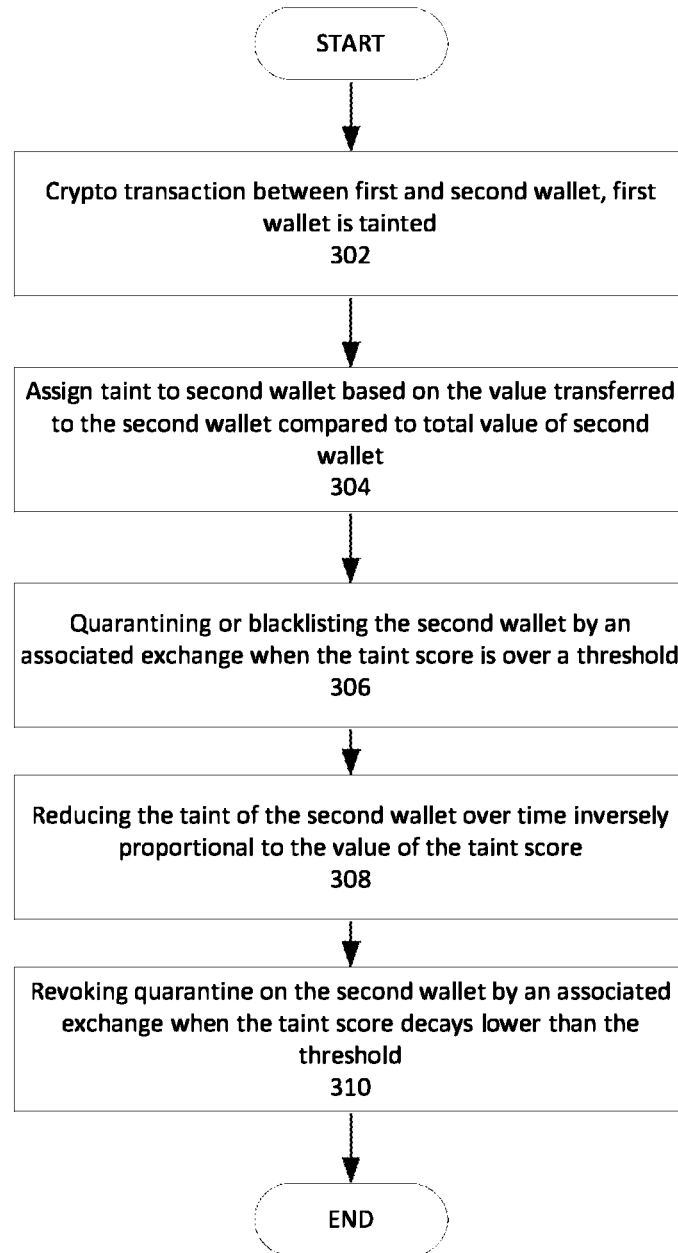 START
Crypto transaction between first and second wallet, first
wallet is tainted
302
Assign taint to second wallet based on the value transferred
to the second wallet compared to total value of second
wallet
304
Quarantining or blacklisting the second wallet by an
associated exchange when the taint score is over a threshold
306
Reducing the taint of the second wallet over time inversely
proportional to the value of the taint score
308
Revoking quarantine on the second wallet by an associated
exchange when the taint score decays lower than the
threshold
310
END